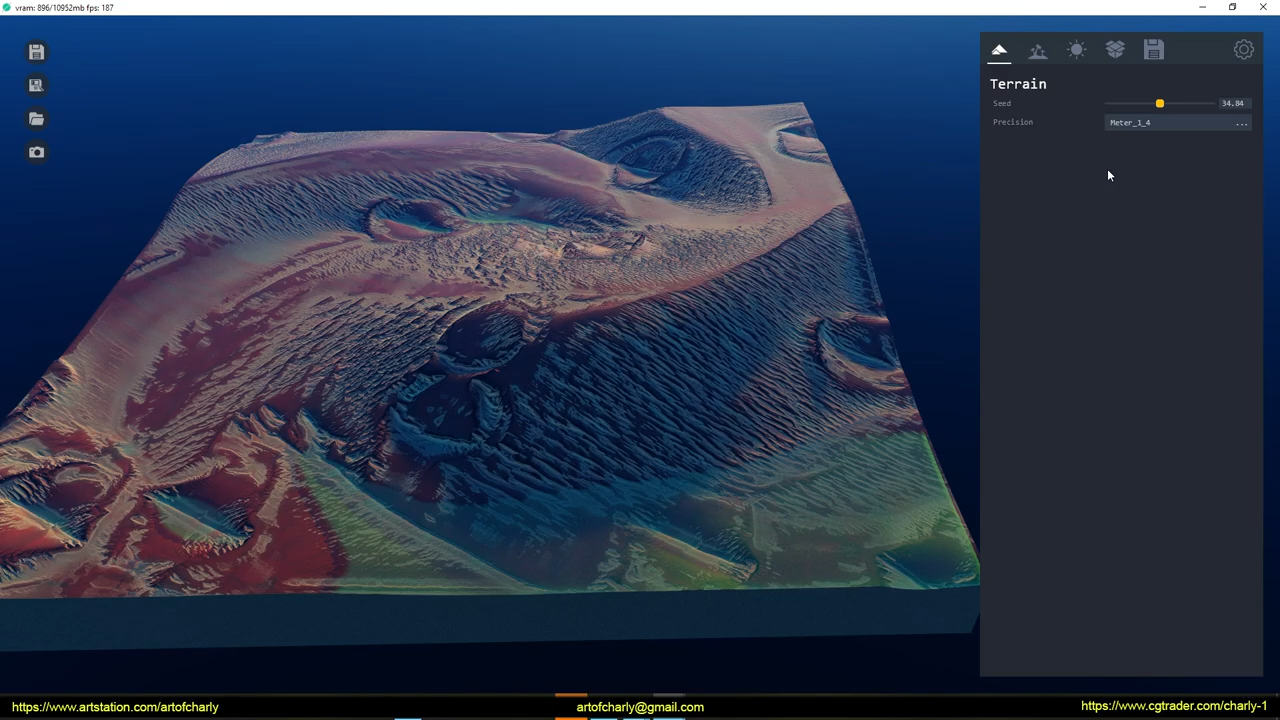 vram: 896/10952mb fps: 187
Terrain
Seed 34.84
Precision Meter_1_4 ...
https://www.artstation.com/artofcharly artofcharly@gmail.com https://www.cgtrader.com/charly-1